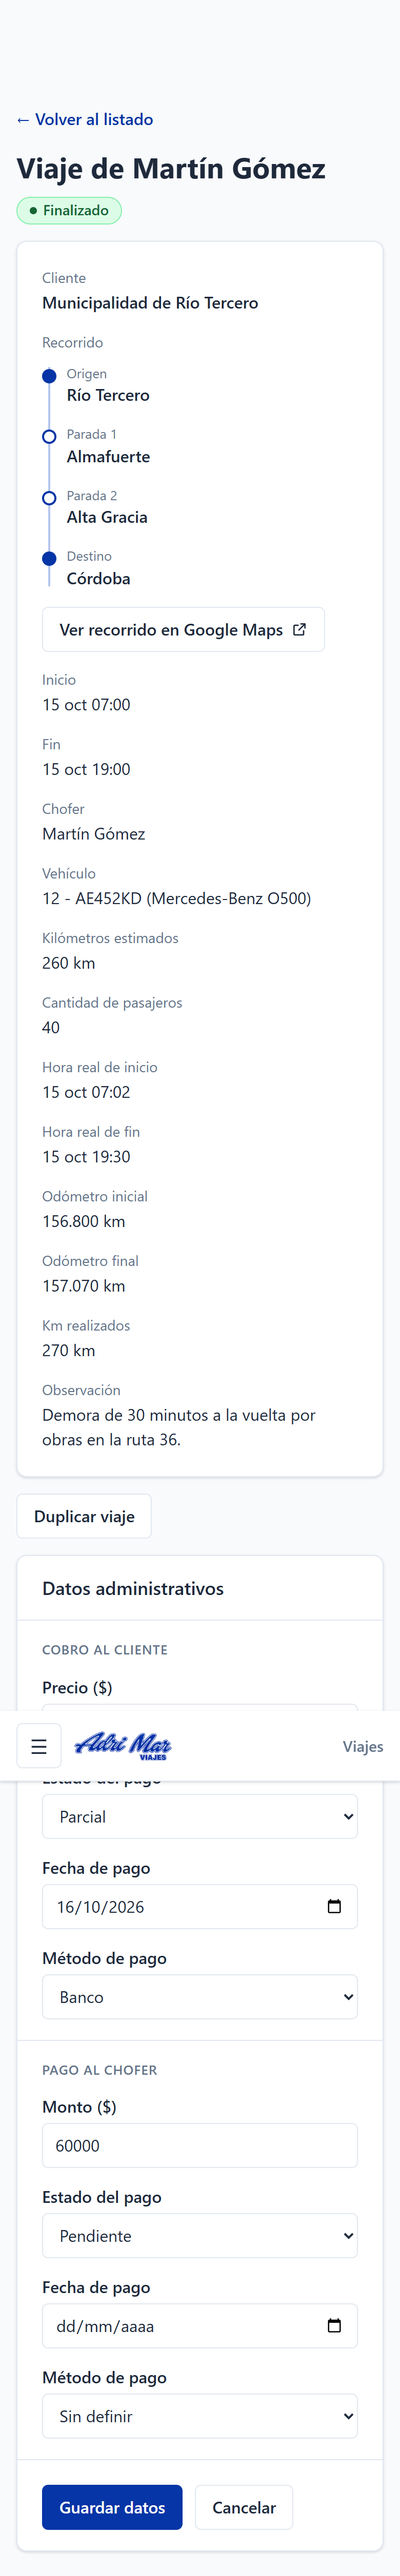 ← Volver al listado
Viaje de Martín Gómez
Finalizado
Cliente
Municipalidad de Río Tercero
Recorrido
Origen
Río Tercero
Parada 1
Almafuerte
Parada 2
Alta Gracia
Destino
Córdoba
Ver recorrido en Google Maps
Inicio
15 oct 07:00
Fin
15 oct 19:00
Chofer
Martín Gómez
Vehículo
12 - AE452KD (Mercedes-Benz O500)
Kilómetros estimados
260 km
Cantidad de pasajeros
40
Hora real de inicio
15 oct 07:02
Hora real de fin
15 oct 19:30
Odómetro inicial
156.800 km
Odómetro final
157.070 km
Km realizados
270 km
Observación
Demora de 30 minutos a la vuelta por
obras en la ruta 36.
Duplicar viaje
Datos administrativos
COBRO AL CLIENTE
Precio ($)
Adri Mar
VIAJES
Viajes
Estado del pago
Parcial
Fecha de pago
16/10/2026
Método de pago
Banco
PAGO AL CHOFER
Monto ($)
60000
Estado del pago
Pendiente
Fecha de pago
dd/mm/aaaa
Método de pago
Sin definir
Guardar datos
Cancelar